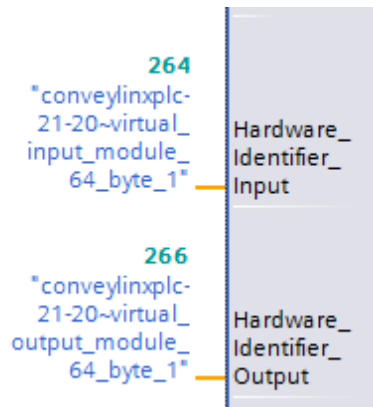 264
"conveylinxplc-
21-20~virtual_
input_module_
64_byte_1"
Hardware_
Identifier_
Input
266
"conveylinxplc-
21-20~virtual_
output_module_
64_byte_1"
Hardware_
Identifier_
Output